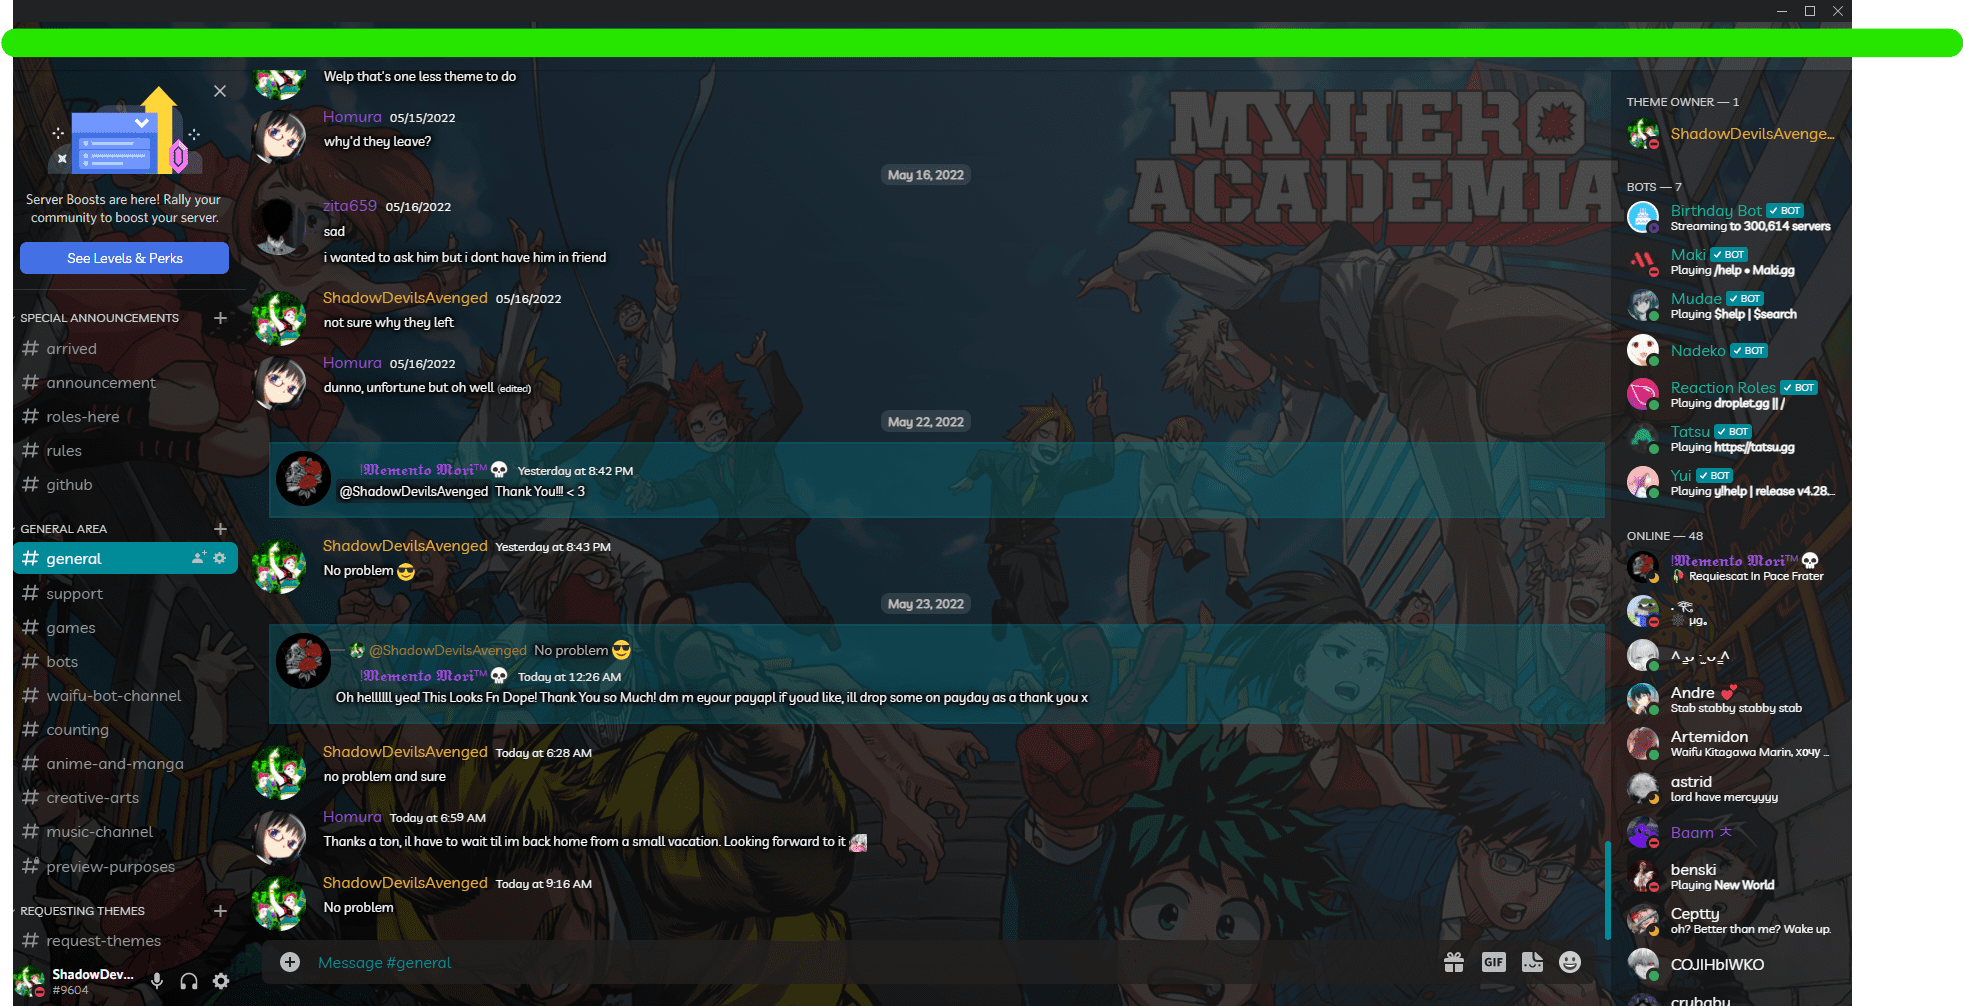 Server Boosts are here! Rally your
community to boost your server.
See Levels & Perks
SPECIAL ANNOUNCEMENTS
arrived
announcement
roles-here
rules
github
GENERAL AREA
general
support
games
bots
waifu-bot-channel
counting
anime-and-manga
creative-arts
music-channel
preview-purposes
REQUESTING THEMES
request-themes
ShadowDev...
#9604
Welp that's one less theme to do
Homura 05/15/2022
why'd they leave?
May 16, 2022
zita659 05/16/2022
sad
i wanted to ask him but i dont have him in friend
ShadowDevilsAvenged 05/16/2022
not sure why they left
Homura 05/16/2022
dunno, unfortune but oh well (edited)
May 22, 2022
!𝕸𝖊𝖒𝖊𝖓𝖙𝖔 𝕸𝖔𝖗𝖎™💀 Yesterday at 8:42 PM
@ShadowDevilsAvenged Thank You!!! < 3
ShadowDevilsAvenged Yesterday at 8:43 PM
No problem 😎
May 23, 2022
@ShadowDevilsAvenged No problem 😎
!𝕸𝖊𝖒𝖊𝖓𝖙𝖔 𝕸𝖔𝖗𝖎™💀 Today at 12:26 AM
Oh hellllllll yea! This Looks Fn Dope! Thank You so Much! dm m eyour payapl if youd like, ill drop some on payday as a thank you x
ShadowDevilsAvenged Today at 6:28 AM
no problem and sure
Homura Today at 6:59 AM
Thanks a ton, il have to wait til im back home from a small vacation. Looking forward to it
ShadowDevilsAvenged Today at 9:16 AM
No problem
Message #general
GIF
MY HERO
ACADEMIA
THEME OWNER — 1
ShadowDevilsAvenge...
BOTS — 7
Birthday Bot ✓ BOT
Streaming to 300,614 servers
Maki ✓ BOT
Playing /help • Maki.gg
Mudae ✓ BOT
Playing $help | $search
Nadeko ✓ BOT
Reaction Roles ✓ BOT
Playing droplet.gg || /
Tatsu ✓ BOT
Playing https://tatsu.gg
Yui ✓ BOT
Playing y!help | release v4.28...
ONLINE — 48
!𝕸𝖊𝖒𝖊𝖓𝖙𝖔 𝕸𝖔𝖗𝖎™💀
🥀 Requiescat In Pace Frater
Andre 💕
Stab stabby stabby stab
Artemidon
Waifu Kitagawa Marin, хочу ...
astrid
lord have mercyyyy
Baam 大
benski
Playing New World
Ceptty
oh? Better than me? Wake up.
COJIHbIWKO
crybaby